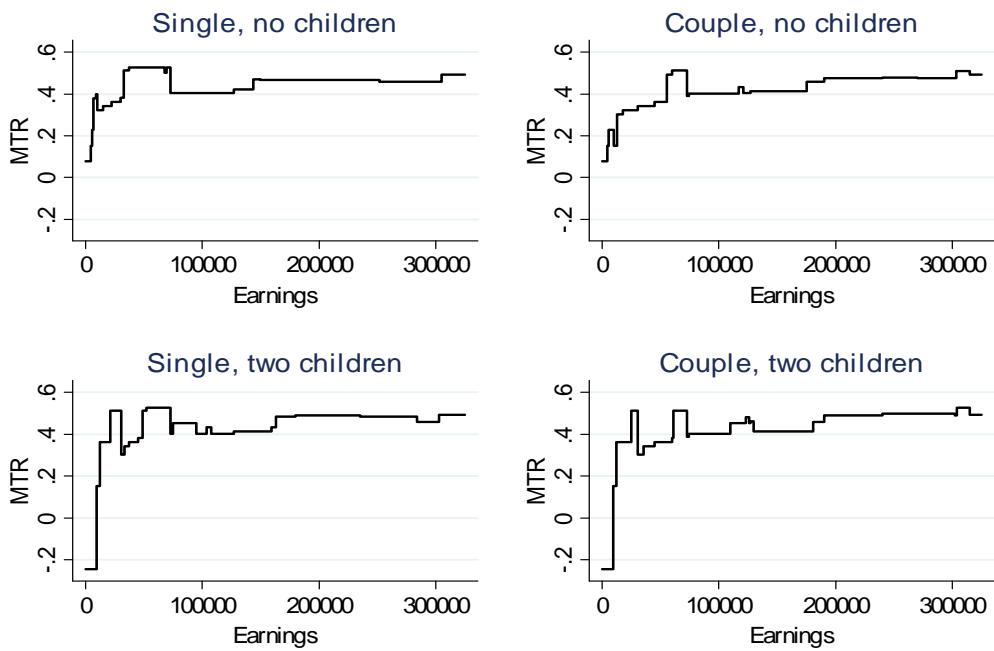 Single, no children
MTR
.6
.4
.2
0
-.2
0 100000 200000 300000
Earnings
Couple, no children
MTR
.6
.4
.2
0
-.2
0 100000 200000 300000
Earnings
Single, two children
MTR
.6
.4
.2
0
-.2
0 100000 200000 300000
Earnings
Couple, two children
MTR
.6
.4
.2
0
-.2
0 100000 200000 300000
Earnings